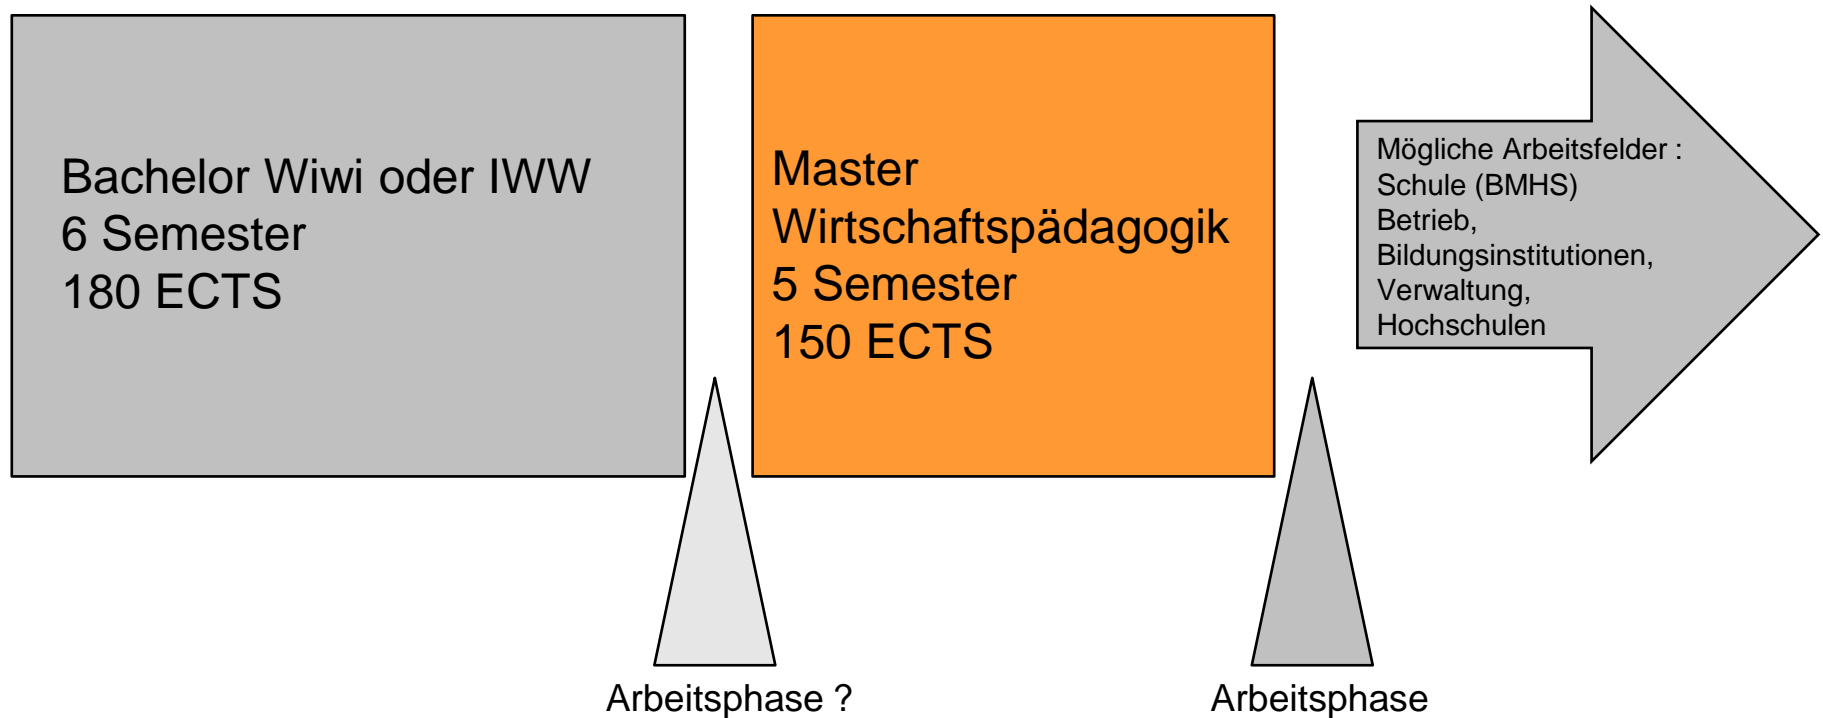 Bachelor Wiwi oder IWW
6 Semester
180 ECTS
Master
Wirtschaftspädagogik
5 Semester
150 ECTS
Mögliche Arbeitsfelder :
Schule (BMHS)
Betrieb,
Bildungsinstitutionen,
Verwaltung,
Hochschulen
Arbeitsphase ?
Arbeitsphase